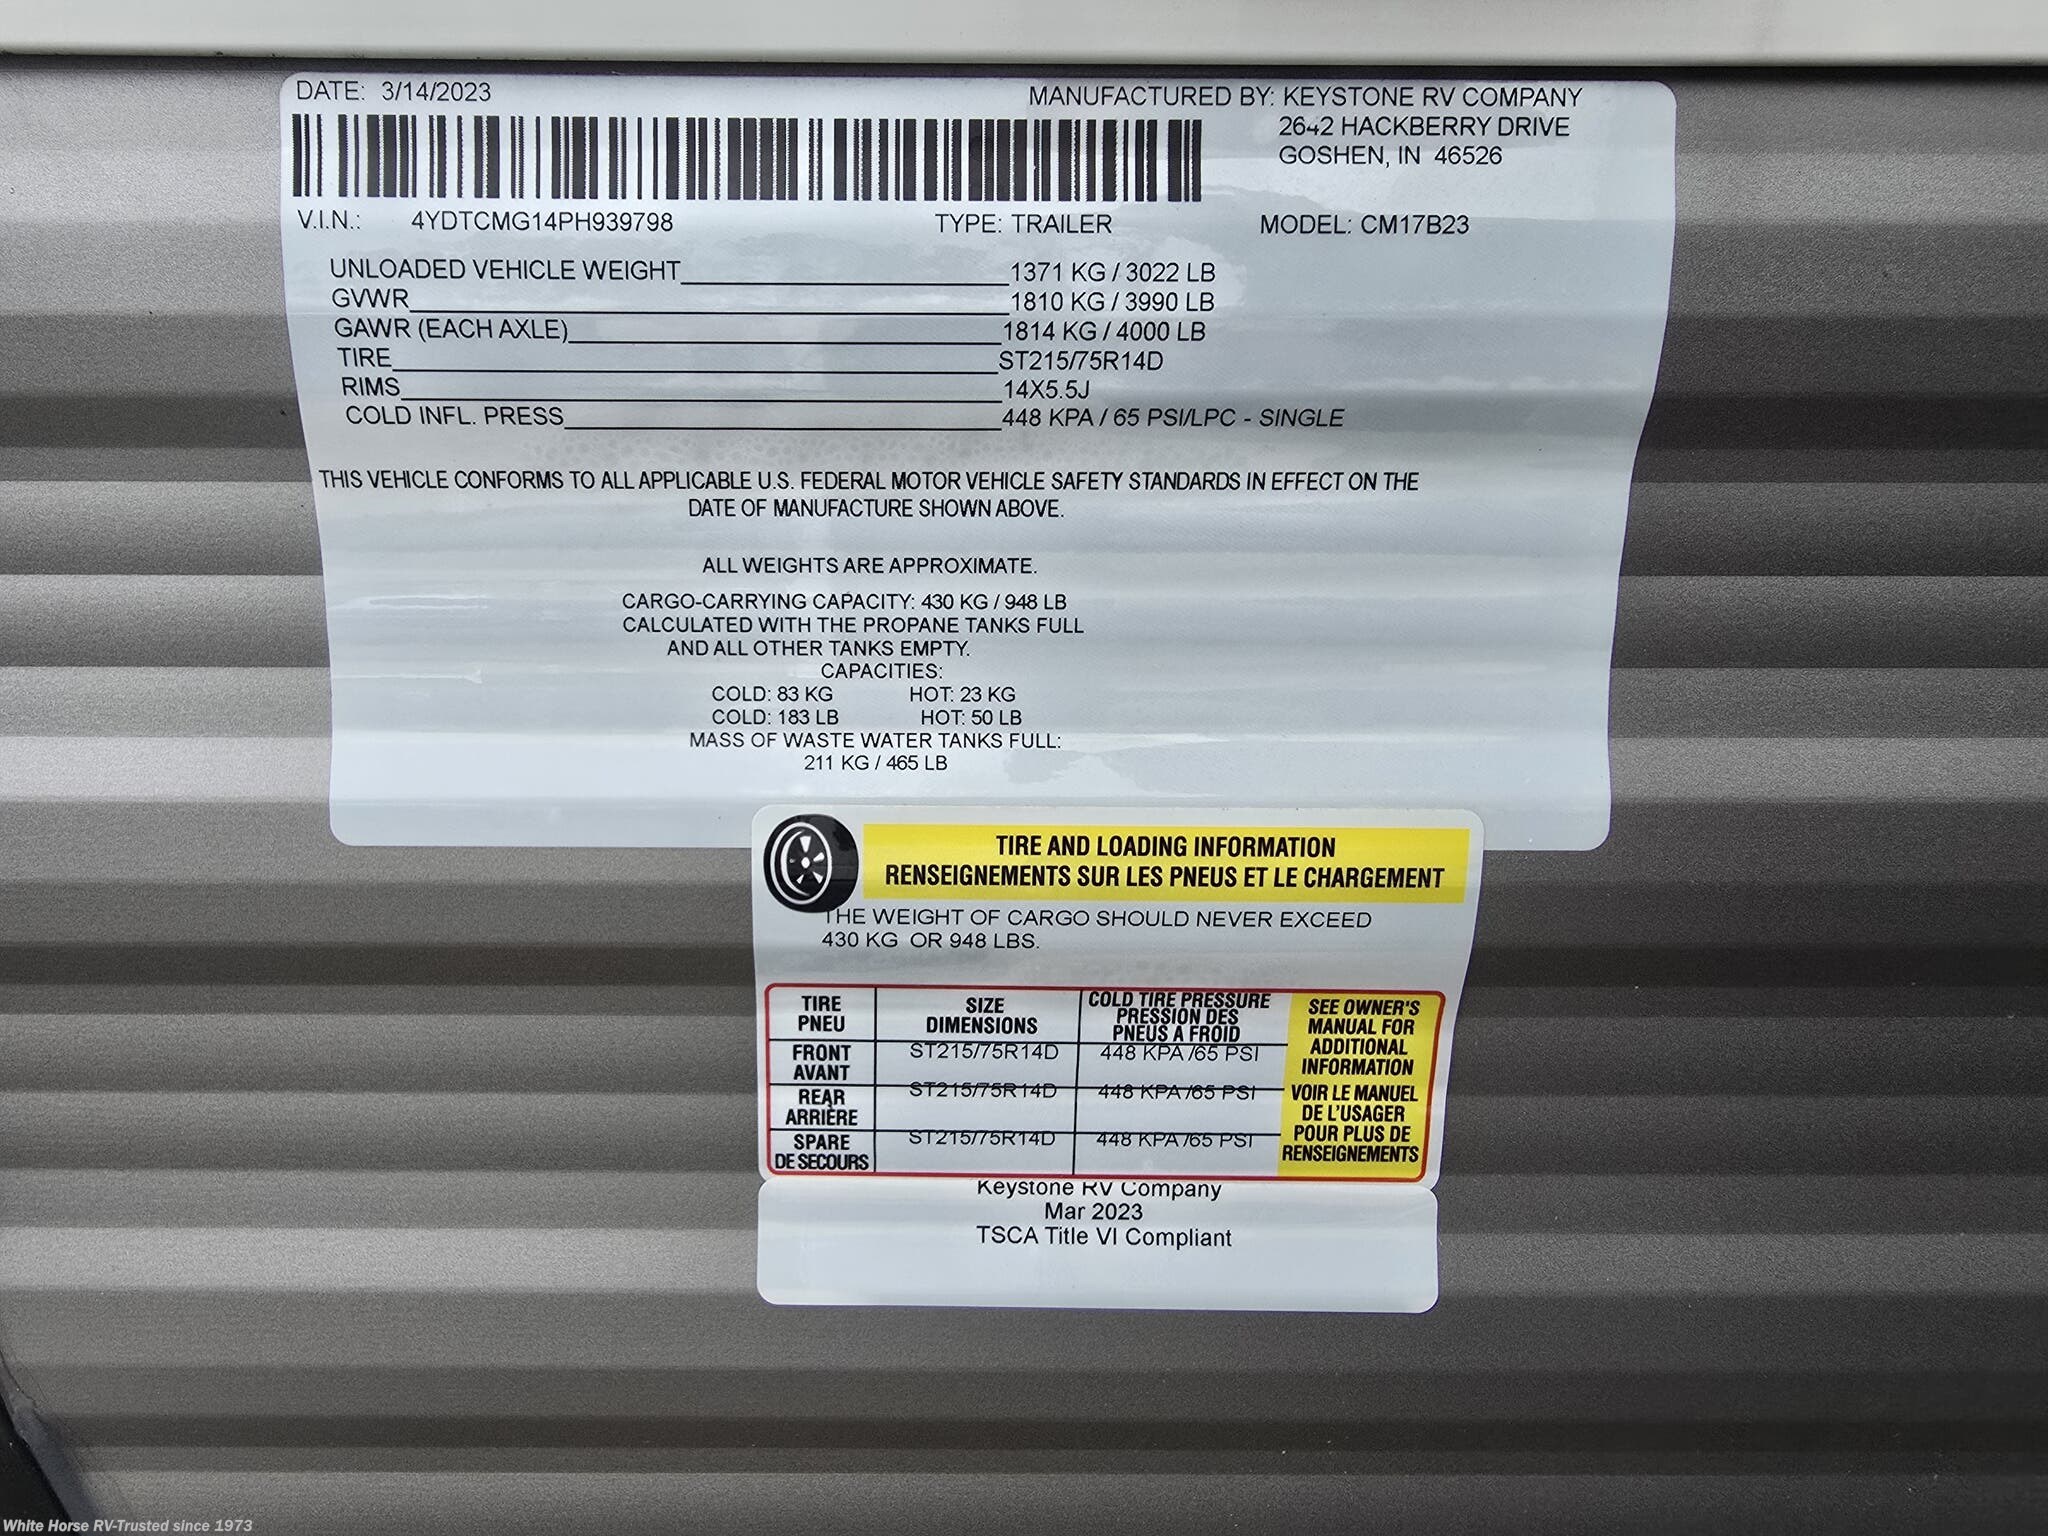 DATE: 3/14/2023
MANUFACTURED BY: KEYSTONE RV COMPANY
2642 HACKBERRY DRIVE
GOSHEN, IN 46526
V.I.N.: 4YDTCMG14PH939798 TYPE: TRAILER MODEL: CM17B23
UNLOADED VEHICLE WEIGHT 1371 KG / 3022 LB
GVWR 1810 KG / 3990 LB
GAWR (EACH AXLE) 1814 KG / 4000 LB
TIRE ST215/75R14D
RIMS 14X5.5J
COLD INFL. PRESS 448 KPA / 65 PSI/LPC - SINGLE
THIS VEHICLE CONFORMS TO ALL APPLICABLE U.S. FEDERAL MOTOR VEHICLE SAFETY STANDARDS IN EFFECT ON THE
DATE OF MANUFACTURE SHOWN ABOVE.
ALL WEIGHTS ARE APPROXIMATE.
CARGO-CARRYING CAPACITY: 430 KG / 948 LB
CALCULATED WITH THE PROPANE TANKS FULL
AND ALL OTHER TANKS EMPTY.
CAPACITIES:
COLD: 83 KG HOT: 23 KG
COLD: 183 LB HOT: 50 LB
MASS OF WASTE WATER TANKS FULL:
211 KG / 465 LB
TIRE AND LOADING INFORMATION
RENSEIGNEMENTS SUR LES PNEUS ET LE CHARGEMENT
THE WEIGHT OF CARGO SHOULD NEVER EXCEED
430 KG OR 948 LBS.
TIRE
PNEU
SIZE
DIMENSIONS
COLD TIRE PRESSURE
PRESSION DES
PNEUS A FROID
FRONT
AVANT
ST215/75R14D
448 KPA /65 PSI
REAR
ARRIÈRE
ST215/75R14D
448 KPA /65 PSI
SPARE
DE SECOURS
ST215/75R14D
448 KPA /65 PSI
SEE OWNER'S
MANUAL FOR
ADDITIONAL
INFORMATION
VOIR LE MANUEL
DE L'USAGER
POUR PLUS DE
RENSEIGNEMENTS
Keystone RV Company
Mar 2023
TSCA Title VI Compliant
White Horse RV-Trusted since 1973